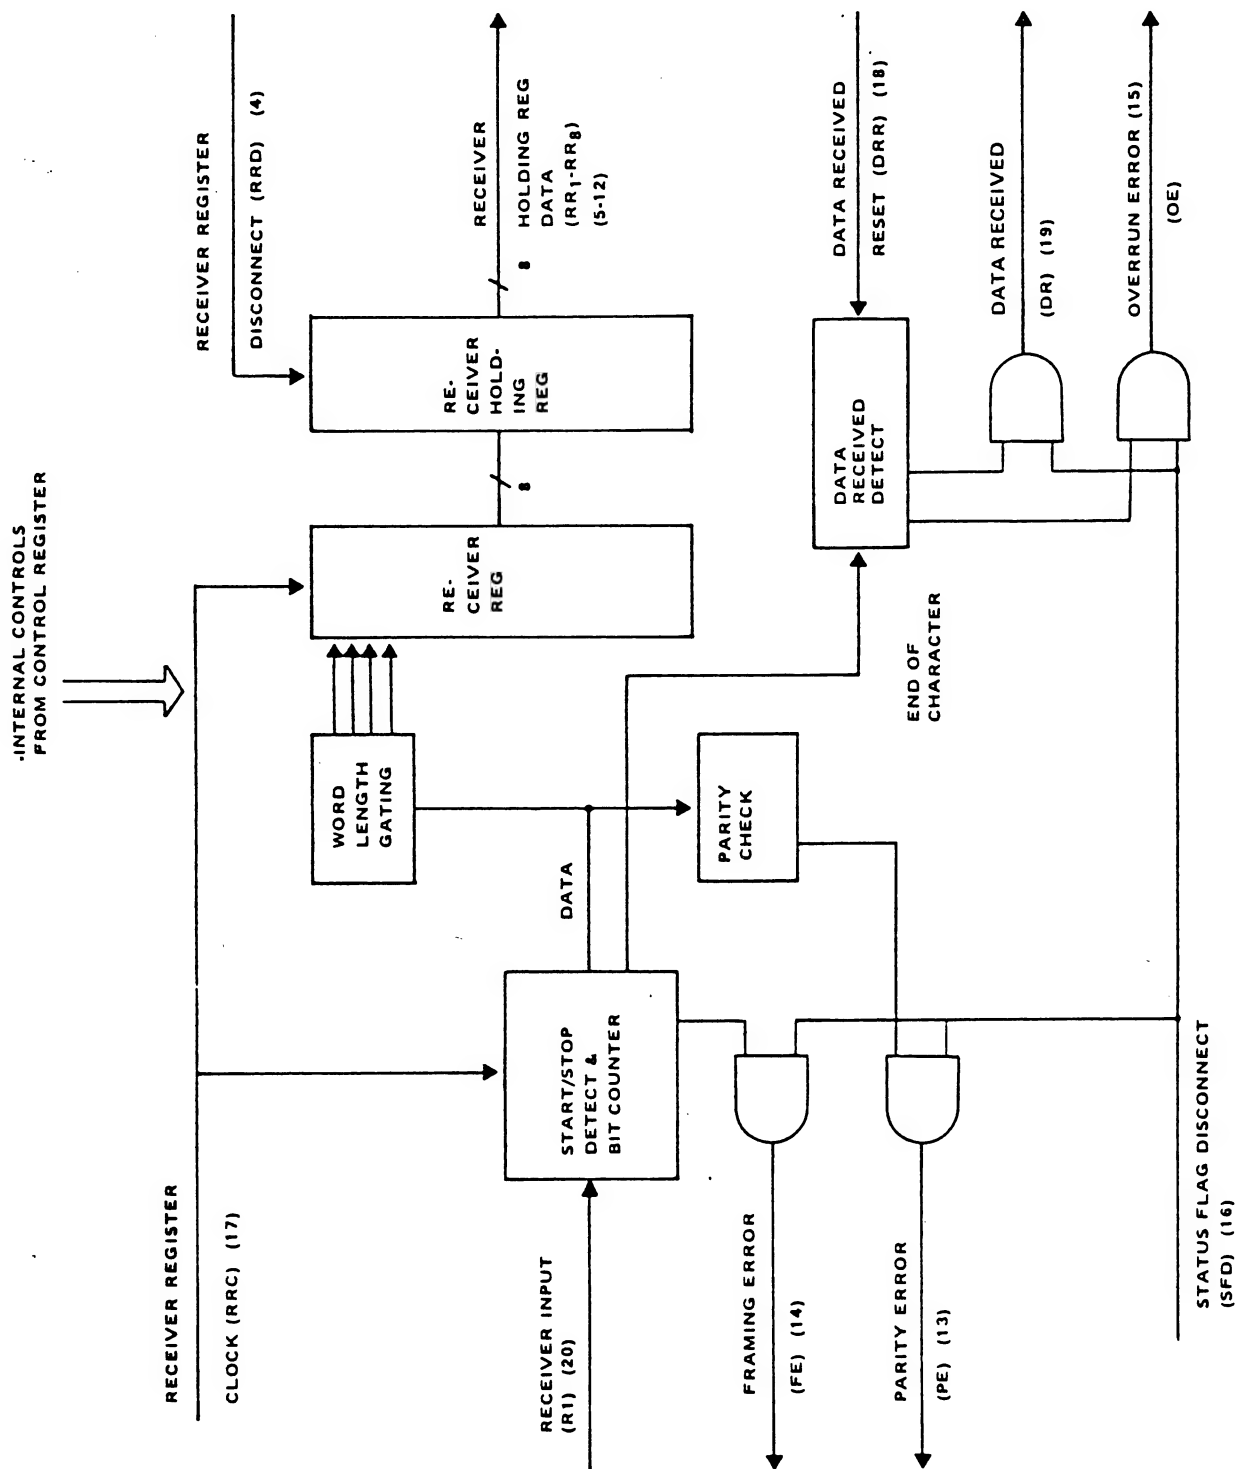 -INTERNAL CONTROLS
FROM CONTROL REGISTER
RECEIVER REGISTER
CLOCK (RRC) (17)
RECEIVER REGISTER
DISCONNECT (RRD) (4)
WORD
LENGTH
GATING
RE-
CEIVER
REG
8
RE-
CEIVER
HOLD-
ING
REG
8
RECEIVER
HOLDING REG
DATA
(RR1-RR8)
(5-12)
RECEIVER INPUT
(R1) (20)
START/STOP
DETECT &
BIT COUNTER
DATA
PARITY
CHECK
END OF
CHARACTER
DATA
RECEIVED
DETECT
DATA RECEIVED
RESET (DRR) (18)
FRAMING ERROR
(FE) (14)
PARITY ERROR
(PE) (13)
DATA RECEIVED
(DR) (19)
OVERRUN ERROR (15)
(OE)
STATUS FLAG DISCONNECT
(SFD) (16)